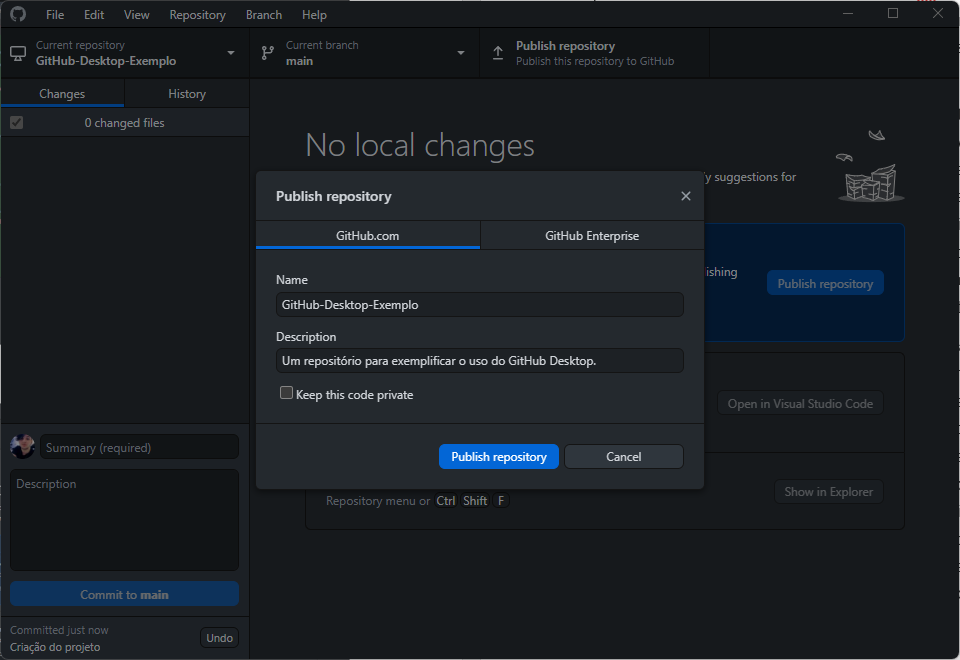 File Edit View Repository Branch Help
Current repository
GitHub-Desktop-Exemplo
Current branch
main
Publish repository
Publish this repository to GitHub
Changes History
0 changed files
No local changes
y suggestions for
Publish repository
GitHub.com GitHub Enterprise
ishing
Publish repository
Name
GitHub-Desktop-Exemplo
Description
Um repositório para exemplificar o uso do GitHub Desktop.
Keep this code private
Open in Visual Studio Code
Publish repository Cancel
Show in Explorer
Repository menu or Ctrl Shift F
Summary (required)
Description
Commit to main
Committed just now
Criação do projeto
Undo